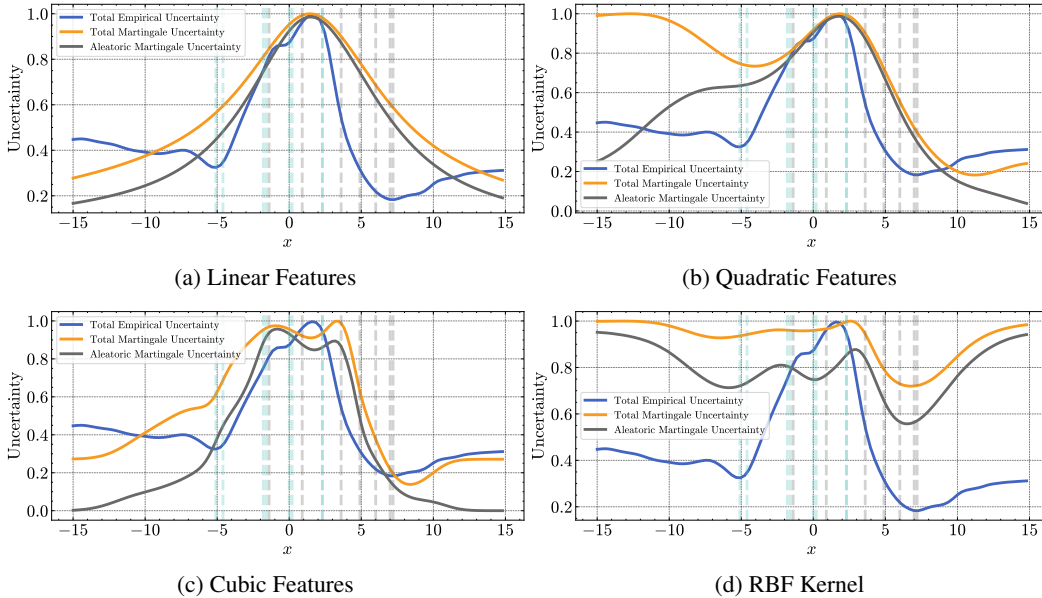 Uncertainty
1.0
0.8
0.6
0.4
0.2
Total Empirical Uncertainty
Total Martingale Uncertainty
Aleatoric Martingale Uncertainty
−15 −10 −5 0 5 10 15
x
(a) Linear Features
Uncertainty
1.0
0.8
0.6
0.4
0.2
0.0
Total Empirical Uncertainty
Total Martingale Uncertainty
Aleatoric Martingale Uncertainty
−15 −10 −5 0 5 10 15
x
(b) Quadratic Features
Uncertainty
1.0
0.8
0.6
0.4
0.2
0.0
Total Empirical Uncertainty
Total Martingale Uncertainty
Aleatoric Martingale Uncertainty
−15 −10 −5 0 5 10 15
x
(c) Cubic Features
Uncertainty
1.0
0.8
0.6
0.4
0.2
Total Empirical Uncertainty
Total Martingale Uncertainty
Aleatoric Martingale Uncertainty
−15 −10 −5 0 5 10 15
x
(d) RBF Kernel